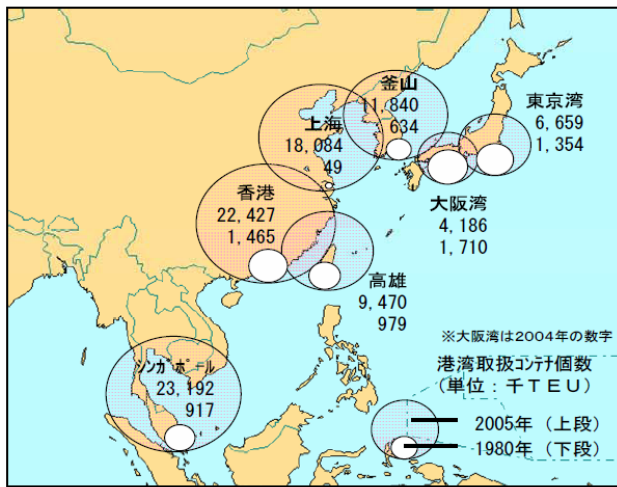 釜山
11,840
634
東京湾
6,659
1,354
上海
18,084
49
大阪湾
4,186
1,710
香港
22,427
1,465
高雄
9,470
979
※大阪湾は2004年の数字
港湾取扱コンテナ個数
(単位：千TEU)
シンガポール
23,192
917
2005年（上段）
1980年（下段）